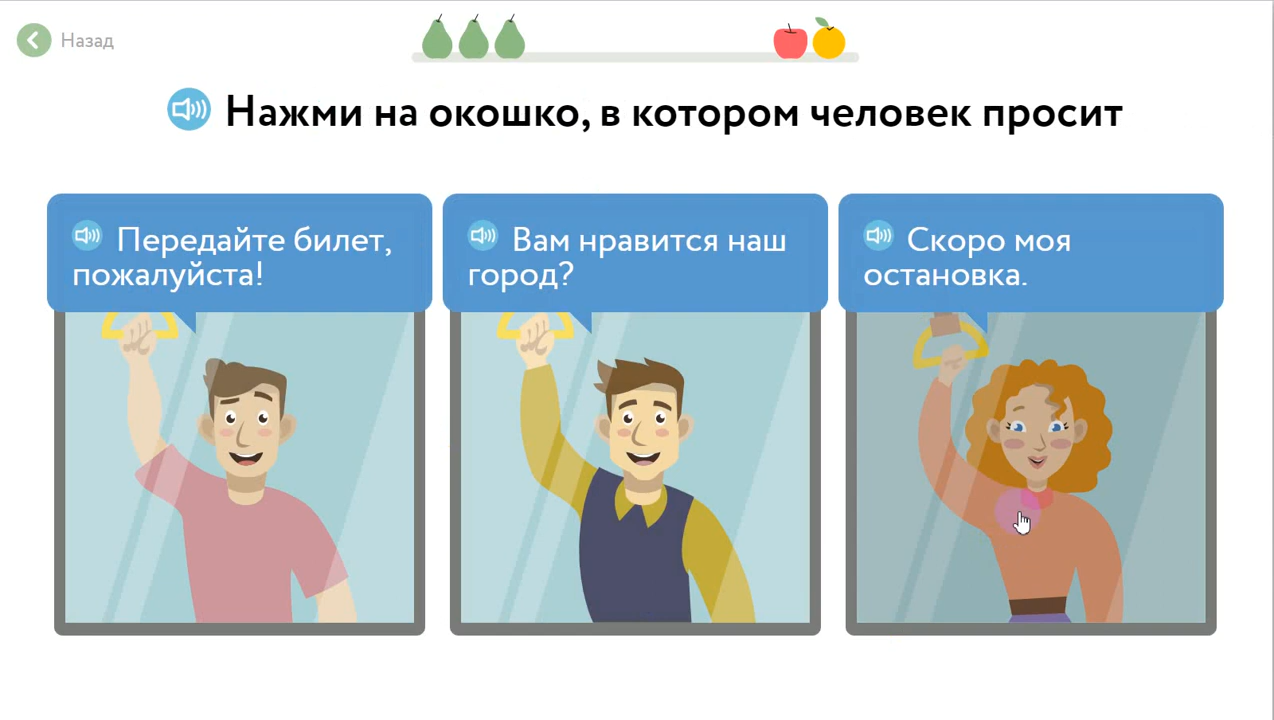 Назад
Нажми на окошко, в котором человек просит
Передайте билет,
пожалуйста!
Вам нравится наш
город?
Скоро моя
остановка.